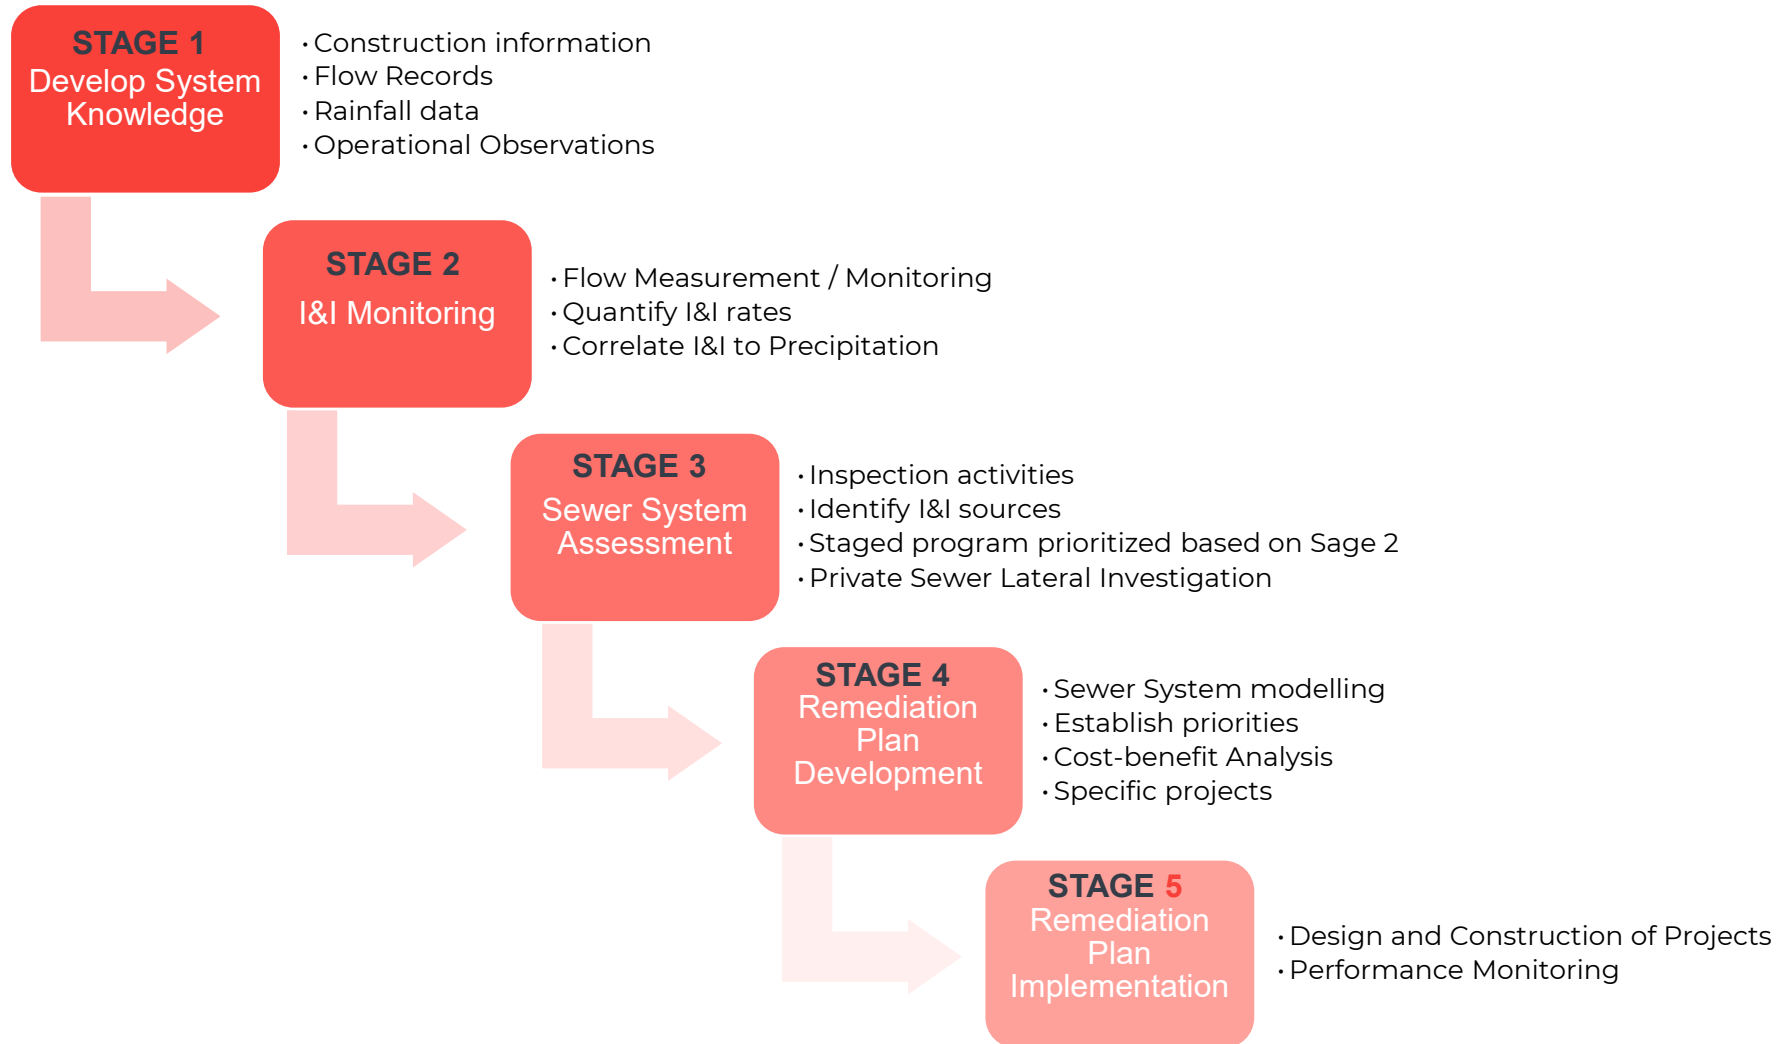 STAGE 1
Develop System
Knowledge
· Construction information
· Flow Records
· Rainfall data
· Operational Observations
STAGE 2
I&I Monitoring
· Flow Measurement / Monitoring
· Quantify I&I rates
· Correlate I&I to Precipitation
STAGE 3
Sewer System
Assessment
· Inspection activities
· Identify I&I sources
· Staged program prioritized based on Sage 2
· Private Sewer Lateral Investigation
STAGE 4
Remediation
Plan
Development
· Sewer System modelling
· Establish priorities
· Cost-benefit Analysis
· Specific projects
STAGE 5
Remediation
Plan
Implementation
· Design and Construction of Projects
· Performance Monitoring